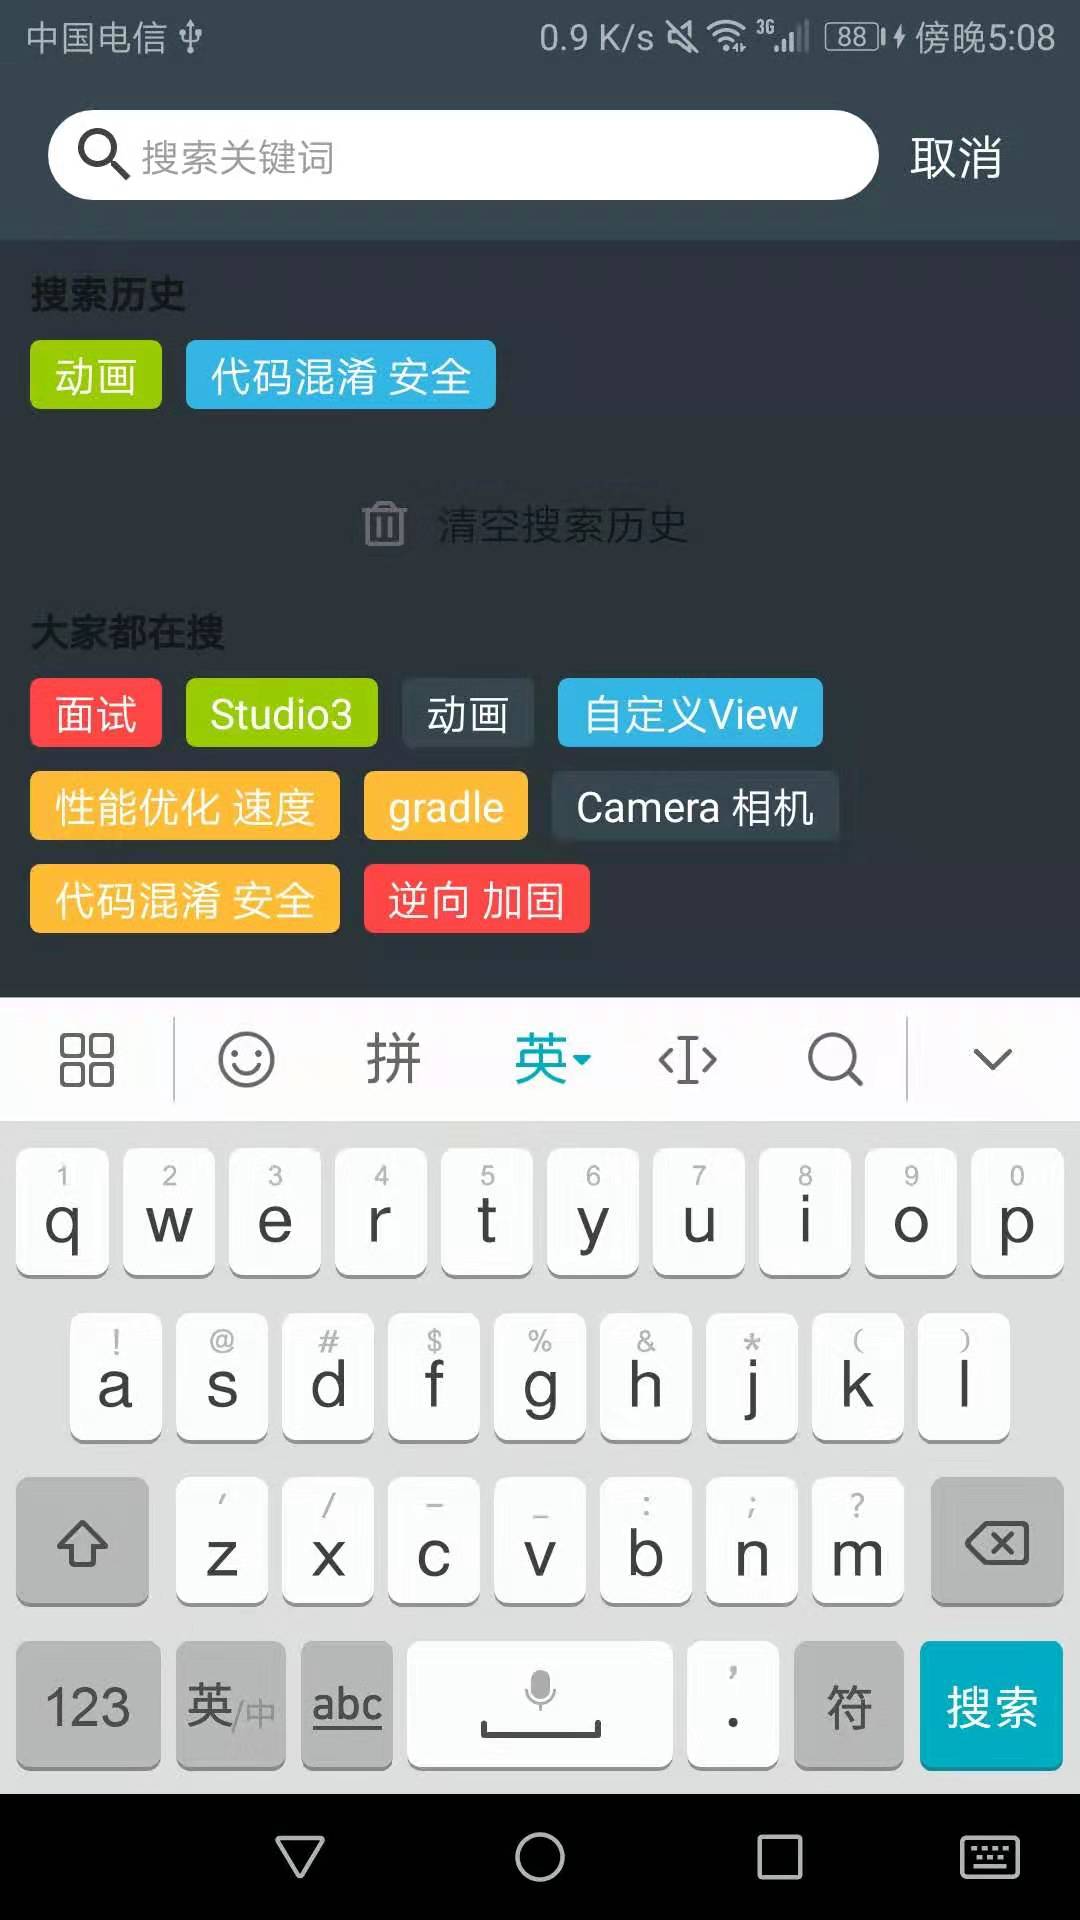 中国电信 0.9 K/s 3G 88 傍晚5:08
搜索关键词 取消
搜索历史
动画 代码混淆 安全
清空搜索历史
大家都在搜
面试 Studio3 动画 自定义View
性能优化 速度 gradle Camera 相机
代码混淆 安全 逆向 加固
拼 英
1 2 3 4 5 6 7 8 9 0
q w e r t y u i o p
! @ # $ % & * ( )
a s d f g h j k l
' / - _ : ; ?
z x c v b n m
123 英/中 abc , . 符 搜索